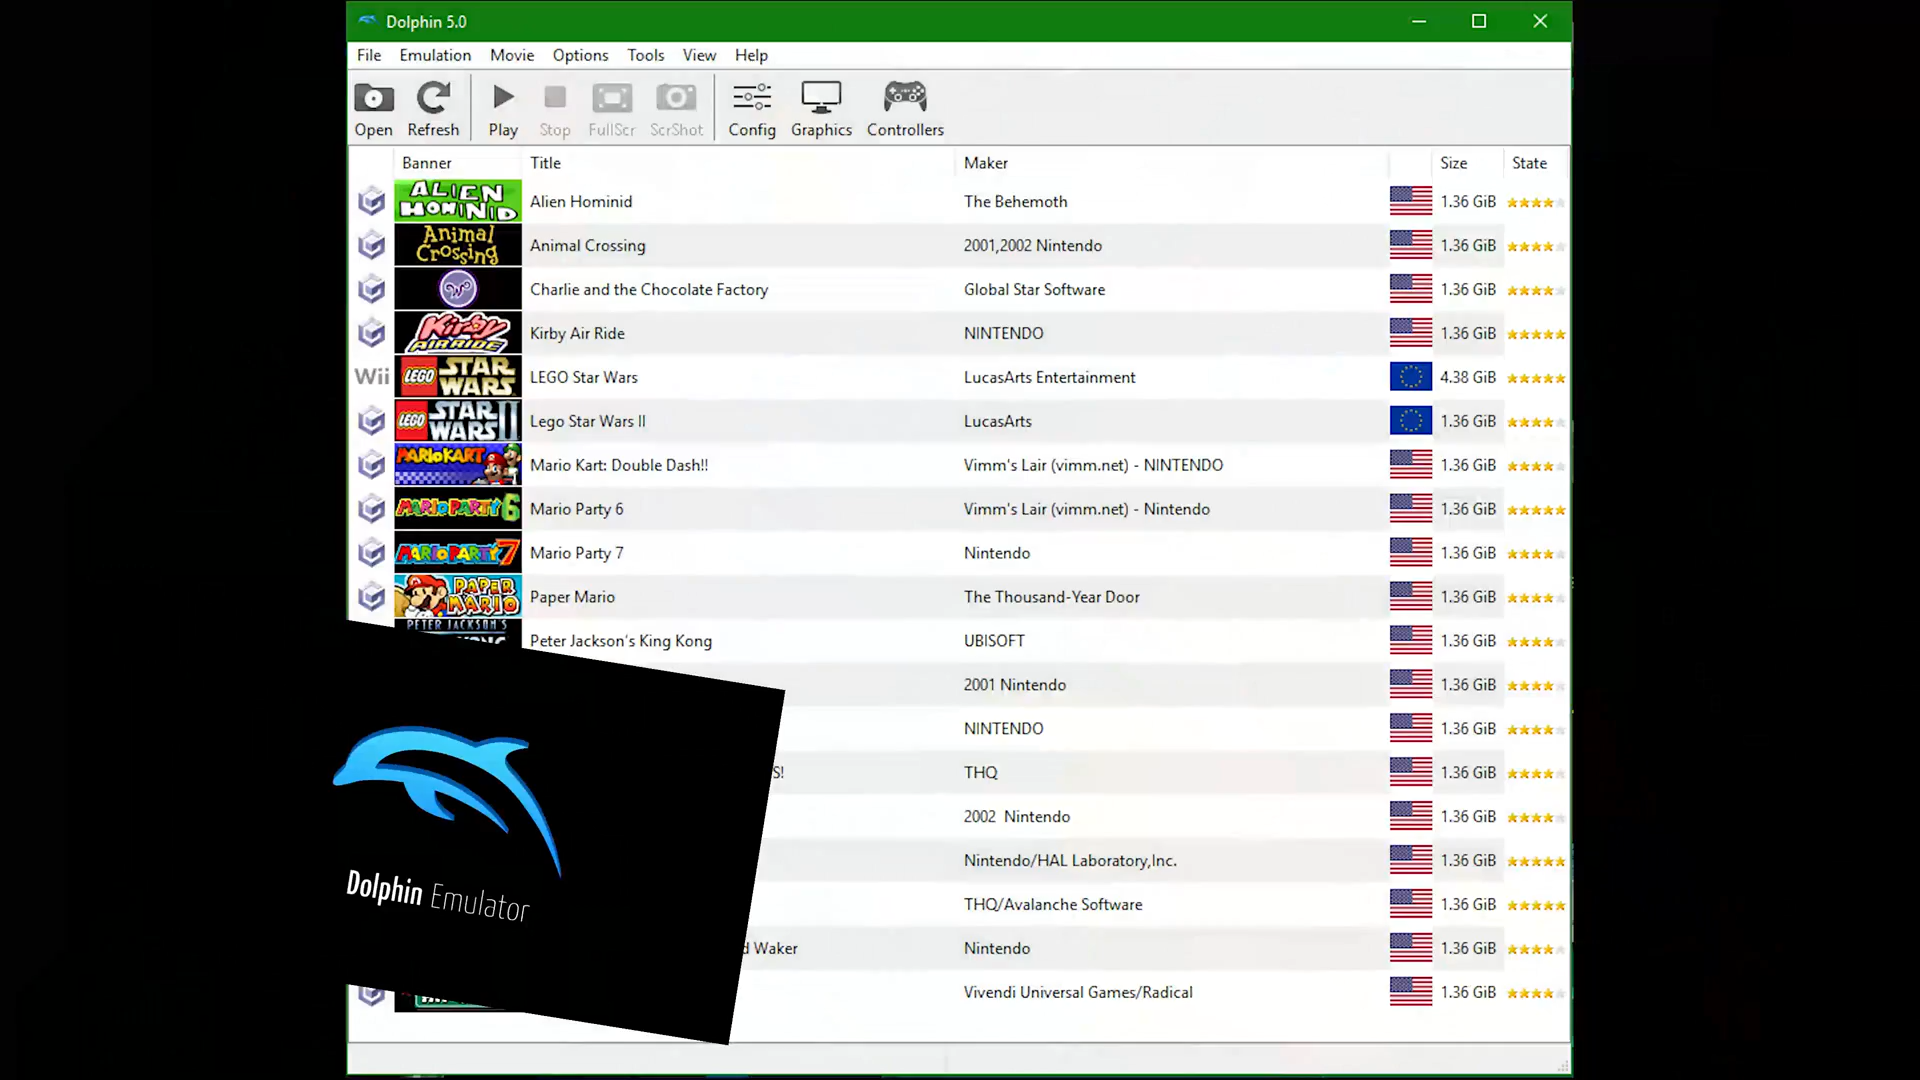 Dolphin 5.0
File Emulation Movie Options Tools View Help
Open Refresh Play Stop FullScr ScrShot Config Graphics Controllers
Banner Title Maker Size State
ALIEN HOMINID Alien Hominid The Behemoth 1.36 GiB
Animal Crossing Animal Crossing 2001,2002 Nintendo 1.36 GiB
W Charlie and the Chocolate Factory Global Star Software 1.36 GiB
Kirby AIR RIDE Kirby Air Ride NINTENDO 1.36 GiB
Wii LEGO STAR WARS LEGO Star Wars LucasArts Entertainment 4.38 GiB
LEGO STAR WARS II Lego Star Wars II LucasArts 1.36 GiB
MARIO KART Mario Kart: Double Dash!! Vimm's Lair (vimm.net) - NINTENDO 1.36 GiB
MARIO PARTY 6 Mario Party 6 Vimm's Lair (vimm.net) - Nintendo 1.36 GiB
MARIO PARTY 7 Mario Party 7 Nintendo 1.36 GiB
PAPER MARIO Paper Mario The Thousand-Year Door 1.36 GiB
PETER JACKSON'S Peter Jackson's King Kong UBISOFT 1.36 GiB
2001 Nintendo 1.36 GiB
NINTENDO 1.36 GiB
S! THQ 1.36 GiB
2002 Nintendo 1.36 GiB
Nintendo/HAL Laboratory,Inc. 1.36 GiB
Dolphin Emulator
THQ/Avalanche Software 1.36 GiB
d Waker Nintendo 1.36 GiB
Vivendi Universal Games/Radical 1.36 GiB